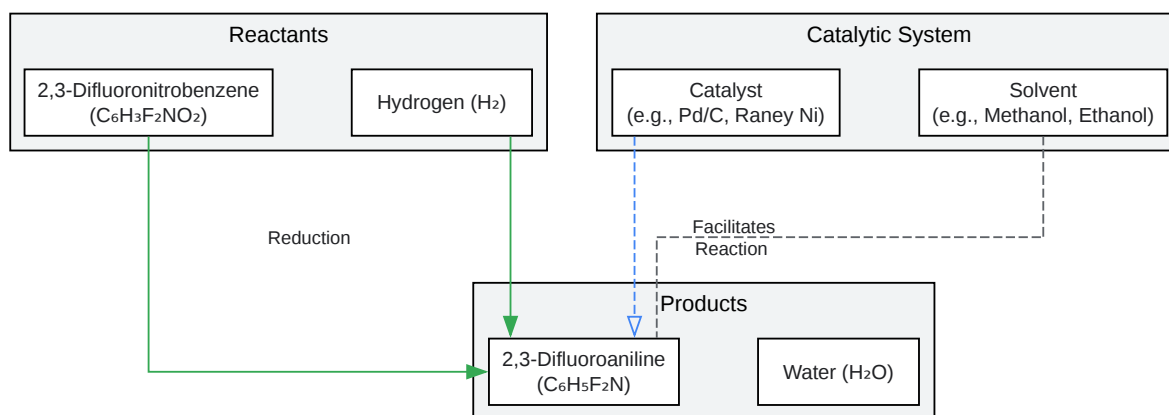 Reactants
2,3-Difluoronitrobenzene
(C₆H₃F₂NO₂)
Hydrogen (H₂)
Catalytic System
Catalyst
(e.g., Pd/C, Raney Ni)
Solvent
(e.g., Methanol, Ethanol)
Reduction
Facilitates
Reaction
Products
2,3-Difluoroaniline
(C₆H₅F₂N)
Water (H₂O)